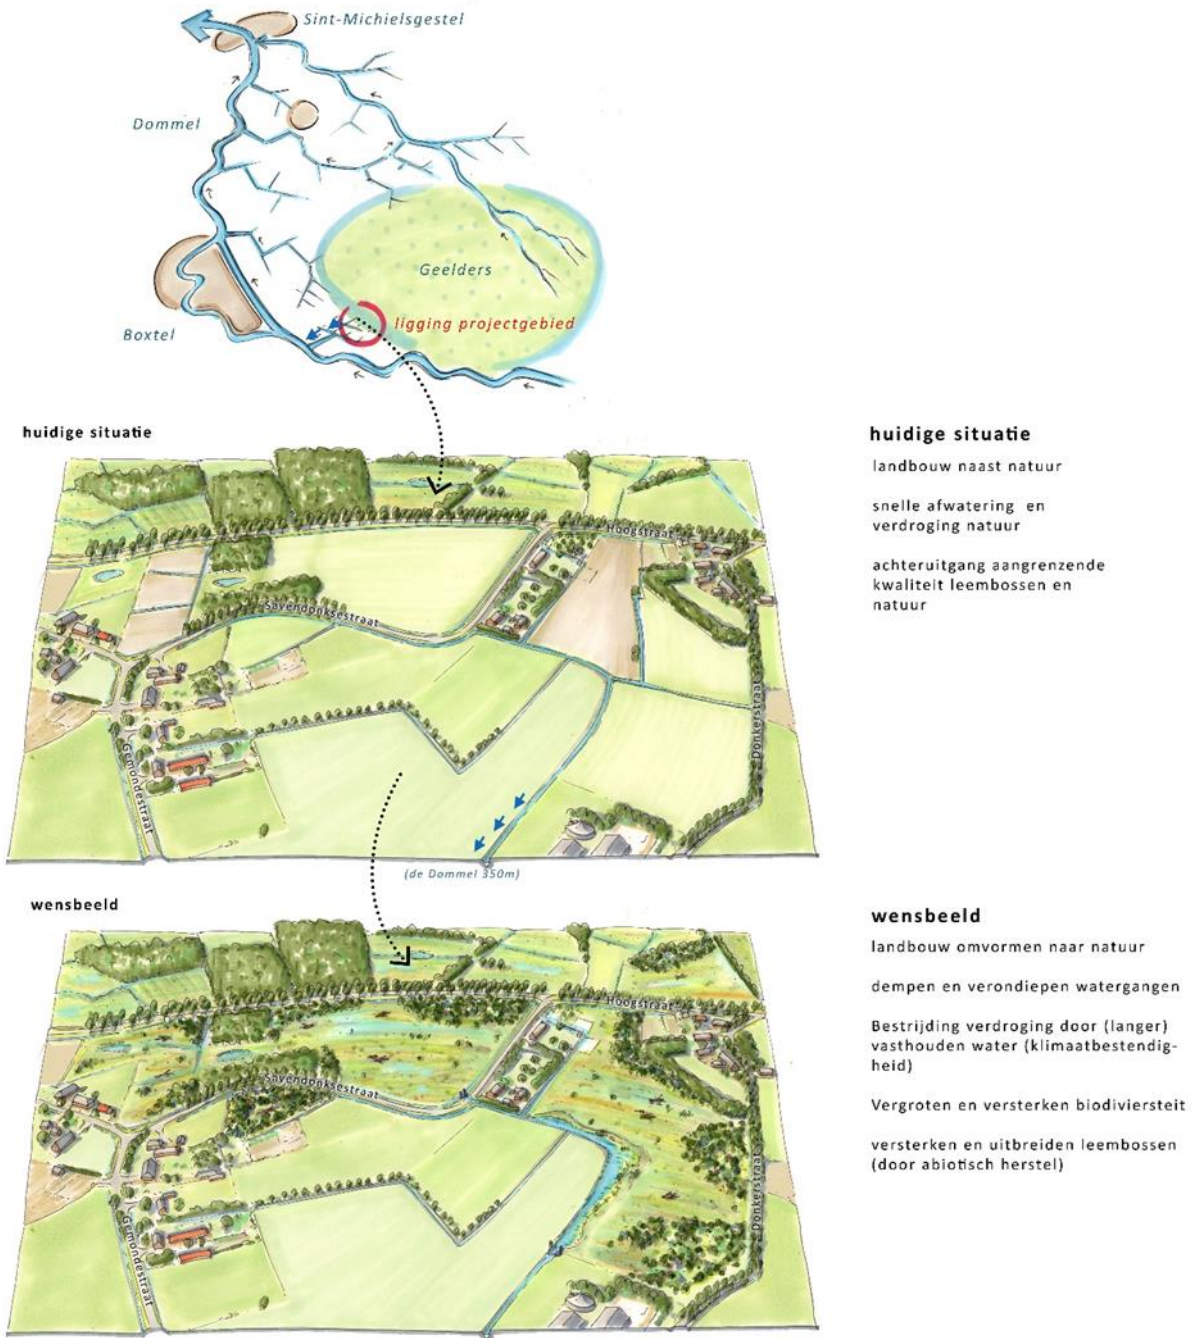 Sint-Michielsgestel
Dommel
Geelders
ligging projectgebied
Boxtel
huidige situatie
Hoogstraat
Savendonksestraat
Donkerstraat
Gemondestraat
(de Dommel 350m)
huidige situatie
landbouw naast natuur
snelle afwatering en
verdroging natuur
achteruitgang aangrenzende
kwaliteit leembossen en
natuur
wensbeeld
Hoogstraat
Savendonksestraat
Donkerstraat
Gemondestraat
wensbeeld
landbouw omvormen naar natuur
dempen en verondiepen watergangen
Bestrijding verdroging door (langer)
vasthouden water (klimaatbestendig-
heid)
Vergroten en versterken biodiviersteit
versterken en uitbreiden leembossen
(door abiotisch herstel)